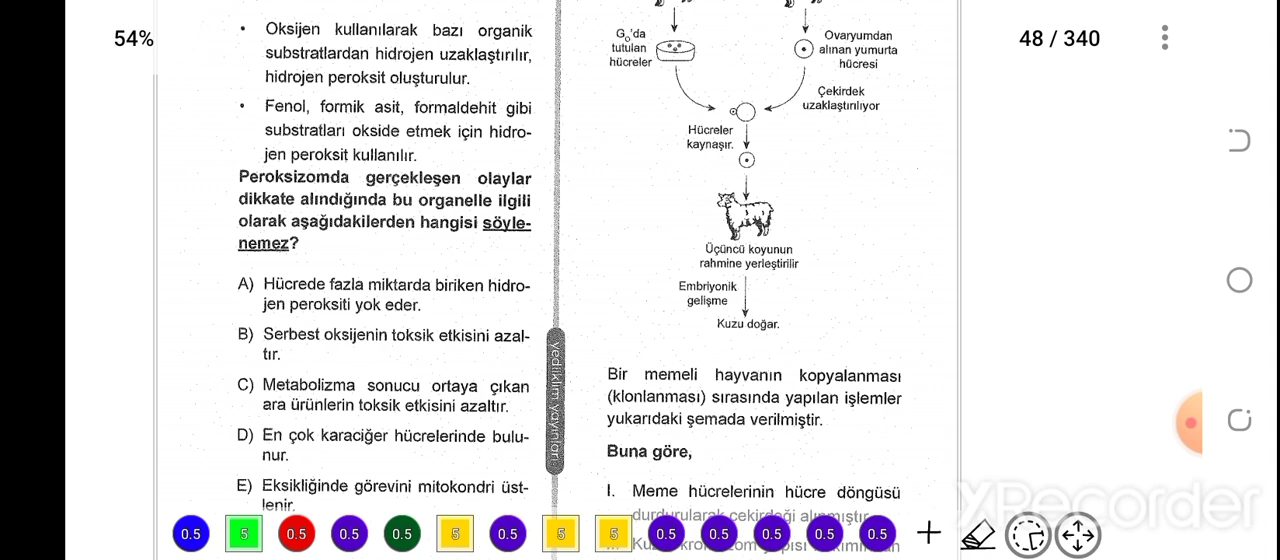 54%
48 / 340
• Oksijen kullanılarak bazı organik
substratlardan hidrojen uzaklaştırılır,
hidrojen peroksit oluşturulur.
• Fenol, formik asit, formaldehit gibi
substratları okside etmek için hidro-
jen peroksit kullanılır.
Peroksizomda gerçekleşen olaylar
dikkate alındığında bu organelle ilgili
olarak aşağıdakilerden hangisi söyle-
nemez?
A) Hücrede fazla miktarda biriken hidro-
jen peroksiti yok eder.
B) Serbest oksijenin toksik etkisini azal-
tır.
C) Metabolizma sonucu ortaya çıkan
ara ürünlerin toksik etkisini azaltır.
D) En çok karaciğer hücrelerinde bulu-
nur.
E) Eksikliğinde görevini mitokondri üst-
lenir.
yediiklim yayınları
G₀'da
tutulan
hücreler
Ovaryumdan
alınan yumurta
hücresi
Çekirdek
uzaklaştırılıyor
Hücreler
kaynaşır.
Üçüncü koyunun
rahmine yerleştirilir
Embriyonik
gelişme
Kuzu doğar.
Bir memeli hayvanın kopyalanması
(klonlanması) sırasında yapılan işlemler
yukarıdaki şemada verilmiştir.
Buna göre,
I. Meme hücrelerinin hücre döngüsü
durdurularak çekirdeği alınmıştır.
0.5 5 0.5 0.5 0.5 5 0.5 5 5 0.5 0.5 0.5 0.5 0.5
XRecorder